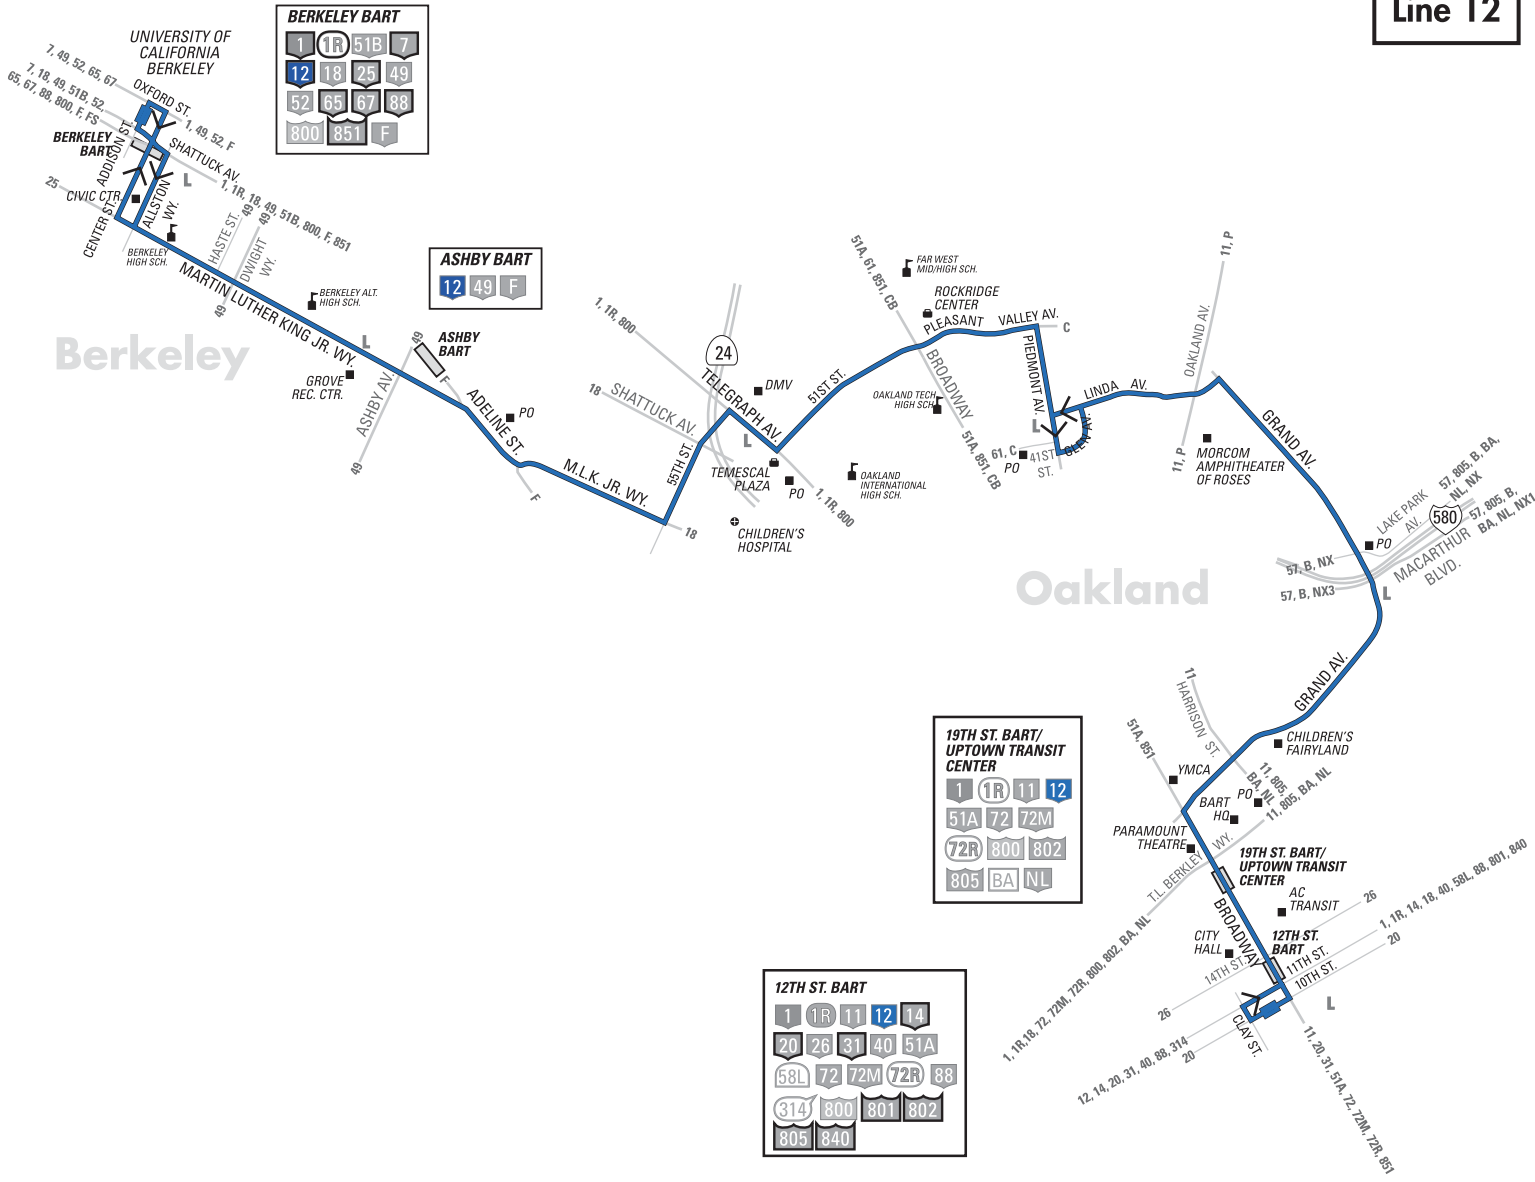 Line 12
BERKELEY BART
1 1R 51B 7
12 18 25 49
52 65 67 88
800 851 F
UNIVERSITY OF
CALIFORNIA
BERKELEY
7, 49, 52, 65, 67
7, 18, 49, 51B, 52,
65, 67, 88, 800, F, FS
OXFORD ST.
1, 49, 52, F
BERKELEY
BART
ADDISON ST.
SHATTUCK AV.
L
1, 1R, 18, 49, 51B, 800, F, 851
25
CIVIC CTR.
CENTER ST.
ALLSTON
WY.
BERKELEY
HIGH SCH.
HASTE ST.
49
DWIGHT
WY.
49
49
MARTIN LUTHER KING JR. WY.
BERKELEY ALT.
HIGH SCH.
Berkeley
L
GROVE
REC. CTR.
ASHBY BART
12 49 F
49
ASHBY
BART
F
ASHBY AV.
49
ADELINE ST.
PO
F
M.L.K. JR. WY.
18
55TH ST.
1, 1R, 800
24
TELEGRAPH AV.
DMV
18
SHATTUCK AV.
L
TEMESCAL
PLAZA
PO
1, 1R, 800
CHILDREN'S
HOSPITAL
51ST ST.
OAKLAND
INTERNATIONAL
HIGH SCH.
51A, 61, 851, CB
FAR WEST
MID/HIGH SCH.
ROCKRIDGE
CENTER
PLEASANT VALLEY AV.
C
BROADWAY
OAKLAND TECH
HIGH SCH.
51A, 851, CB
PIEDMONT AV.
L
61, C
PO
41ST
ST.
GLEN AV.
LINDA AV.
11, P
OAKLAND AV.
11, P
MORCOM
AMPHITHEATER
OF ROSES
GRAND AV.
Oakland
LAKE PARK
AV.
57, 805, B, BA,
NL, NX
580
57, 805, B,
BA, NL, NX1
PO
57, B, NX
57, B, NX3
MACARTHUR
BLVD.
L
GRAND AV.
CHILDREN'S
FAIRYLAND
11
HARRISON ST.
11, 805,
BA, NL
51A, 851
YMCA
PO
BART
HQ
11, 805, BA, NL
PARAMOUNT
THEATRE
T.L. BERKLEY WY.
1, 1R,18, 72, 72M, 72R, 800, 802, BA, NL
19TH ST. BART/
UPTOWN TRANSIT
CENTER
AC
TRANSIT
BROADWAY
12TH ST.
BART
CITY
HALL
14TH ST.
26
26
11TH ST.
1, 1R, 14, 18, 40, 58L, 88, 801, 840
10TH ST.
20
L
CLAY ST.
12, 14, 20, 31, 40, 88, 314
20
11, 20, 31, 51A, 72, 72M, 72R, 851
19TH ST. BART/
UPTOWN TRANSIT
CENTER
1 1R 11 12
51A 72 72M
72R 800 802
805 BA NL
12TH ST. BART
1 1R 11 12 14
20 26 31 40 51A
58L 72 72M 72R 88
314 800 801 802
805 840